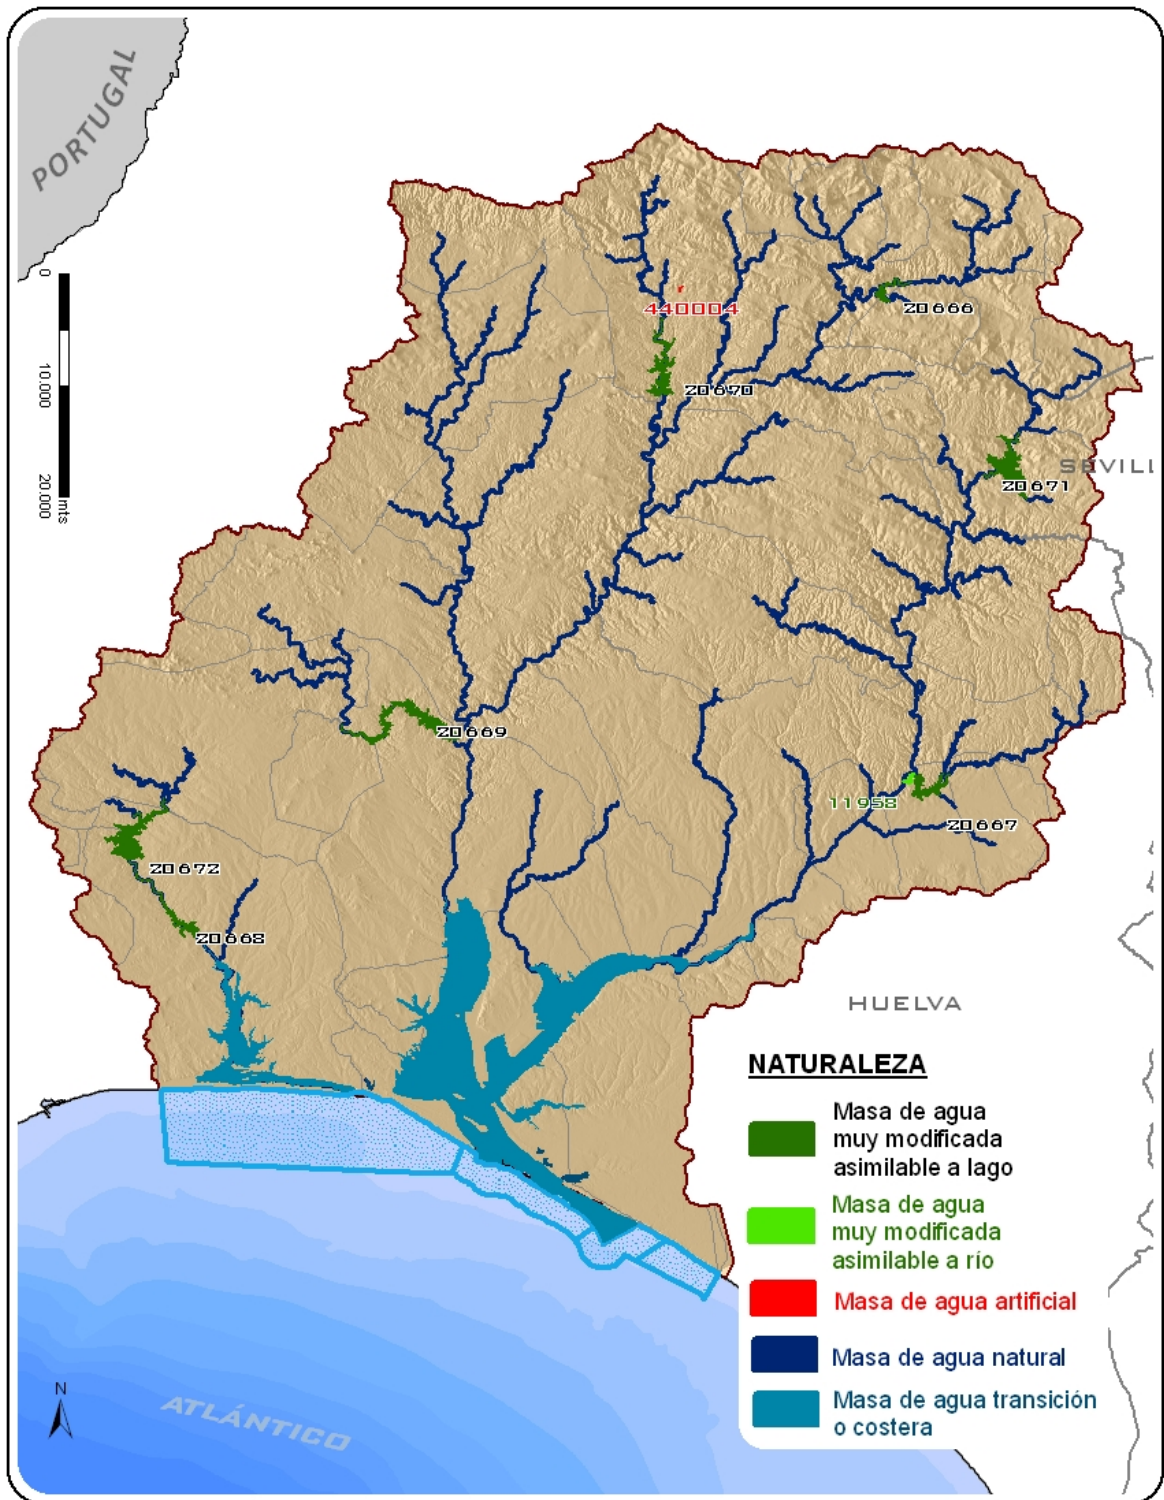 PORTUGAL
0
10.000
20.000
mts
440004
20666
20670
SEVILL
20671
20669
11958
20667
20672
20668
HUELVA
NATURALEZA
Masa de agua
muy modificada
asimilable a lago
Masa de agua
muy modificada
asimilable a río
Masa de agua artificial
Masa de agua natural
Masa de agua transición
o costera
N
ATLÁNTICO